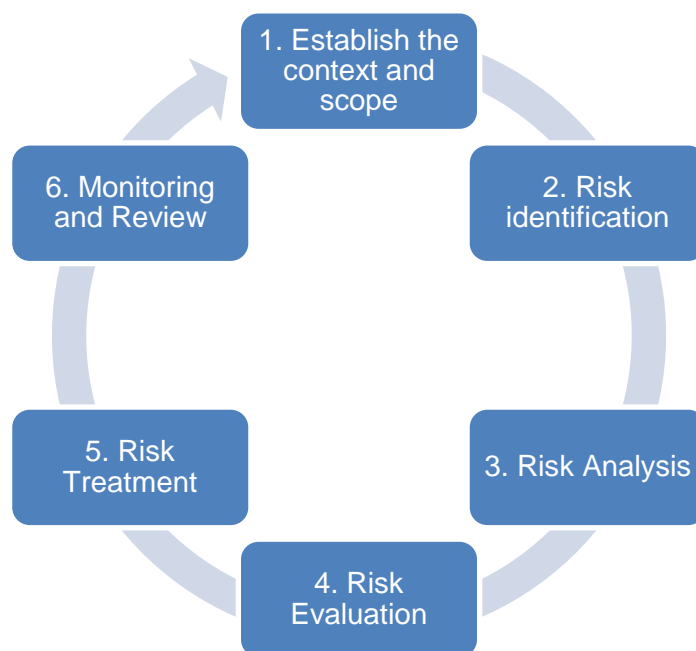 1. Establish the
context and
scope
2. Risk
identification
3. Risk Analysis
4. Risk
Evaluation
5. Risk
Treatment
6. Monitoring
and Review